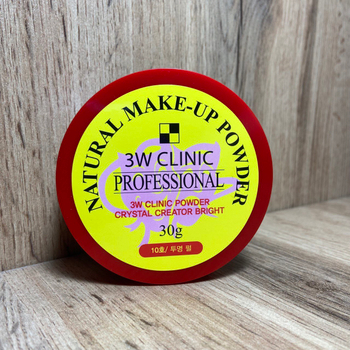 NATURAL MAKE-UP POWDER
3W CLINIC
PROFESSIONAL
3W CLINIC POWDER
CRYSTAL CREATOR BRIGHT
30g
10호/ 투명 펄